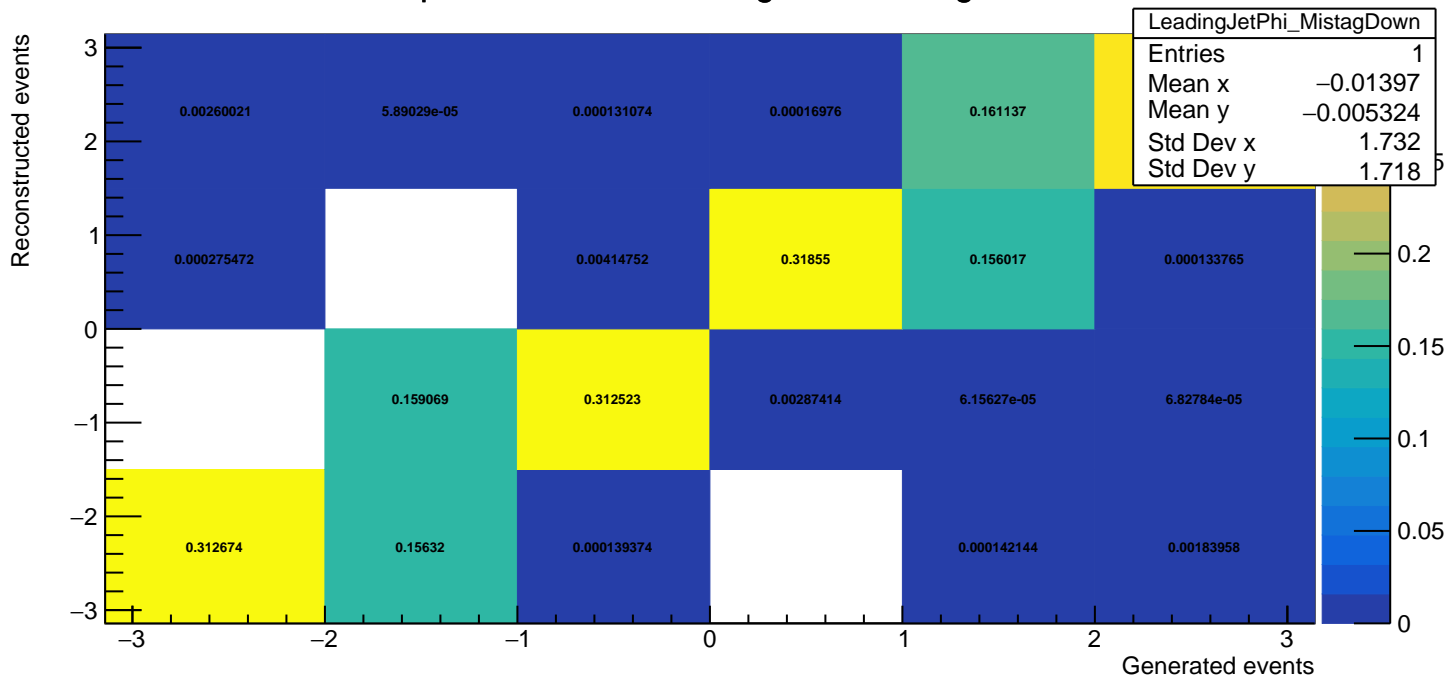 LeadingJetPhi_MistagDown
Entries 1
Mean x −0.01397
Mean y −0.005324
Std Dev x 1.732
Std Dev y 1.718
Reconstructed events
3
2
1
0
−1
−2
−3
0.00260021 5.89029e-05 0.000131074 0.00016976 0.161137
0.000275472 0.00414752 0.31855 0.156017 0.000133765
0.159069 0.312523 0.00287414 6.15627e-05 6.82784e-05
0.312674 0.15632 0.000139374 0.000142144 0.00183958
0.2
0.15
0.1
0.05
0
−3 −2 −1 0 1 2 3
Generated events